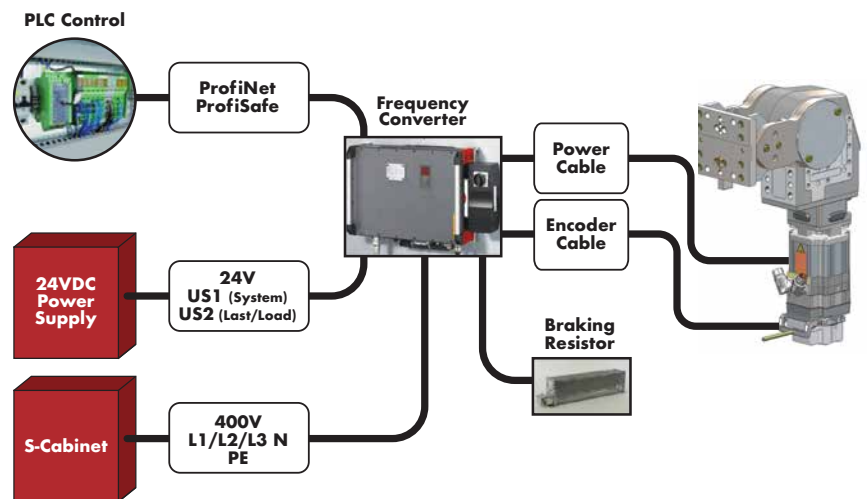 PLC Control
ProfiNet
ProfiSafe
Frequency
Converter
Power
Cable
Encoder
Cable
24VDC
Power
Supply
24V
US1 (System)
US2 (Last/Load)
Braking
Resistor
S-Cabinet
400V
L1/L2/L3 N
PE